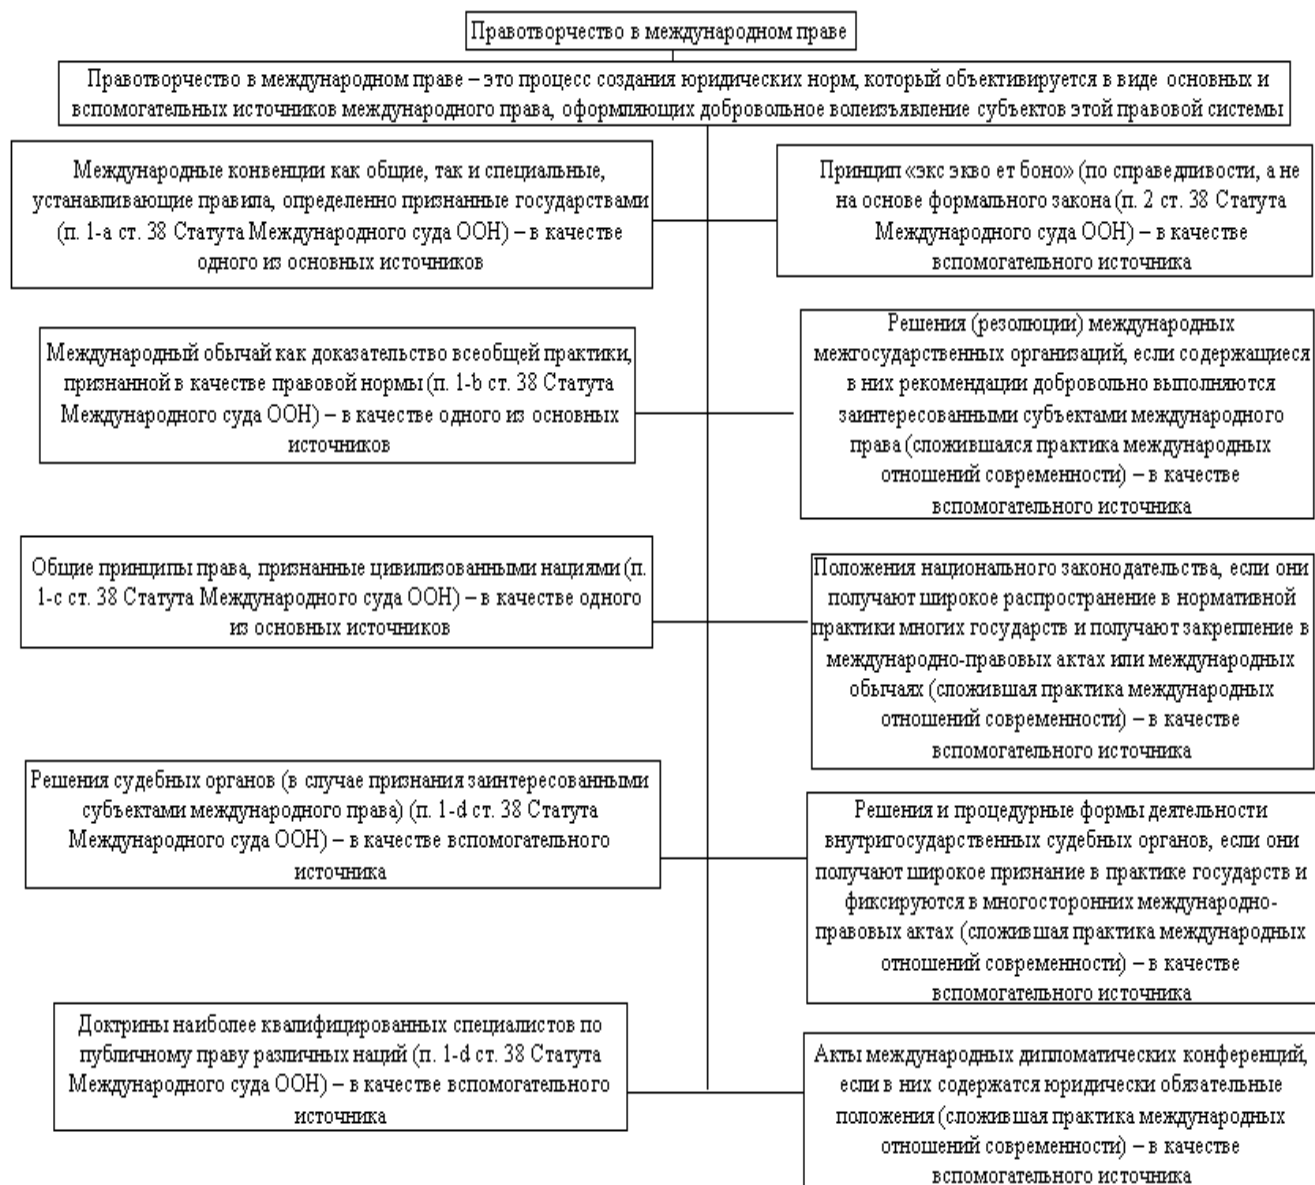 Правотворчество в международном праве
Правотворчество в международном праве – это процесс создания юридических норм, который объективируется в виде основных и
вспомогательных источников международного права, оформляющих добровольное волеизъявление субъектов этой правовой системы
Международные конвенции как общие, так и специальные,
устанавливающие правила, определенно признанные государствами
(п. 1-a ст. 38 Статута Международного суда ООН) – в качестве
одного из основных источников
Принцип «экс экво ет боно» (по справедливости, а не
на основе формального закона (п. 2 ст. 38 Статута
Международного суда ООН) – в качестве
вспомогательного источника
Международный обычай как доказательство всеобщей практики,
признанной в качестве правовой нормы (п. 1-b ст. 38 Статута
Международного суда ООН) – в качестве одного из основных
источников
Решения (резолюции) международных
межгосударственных организаций, если содержащиеся
в них рекомендации добровольно выполняются
заинтересованными субъектами международного
права (сложившаяся практика международных
отношений современности) – в качестве
вспомогательного источника
Общие принципы права, признанные цивилизованными нациями (п.
1-c ст. 38 Статута Международного суда ООН) – в качестве одного
из основных источников
Положения национального законодательства, если они
получают широкое распространение в нормативной
практики многих государств и получают закрепление в
международно-правовых актах или международных
обычаях (сложившая практика международных
отношений современности) – в качестве
вспомогательного источника
Решения судебных органов (в случае признания заинтересованными
субъектами международного права) (п. 1-d ст. 38 Статута
Международного суда ООН) – в качестве вспомогательного
источника
Решения и процедурные формы деятельности
внутригосударственных судебных органов, если они
получают широкое признание в практике государств и
фиксируются в многосторонних международно-
правовых актах (сложившая практика международных
отношений современности) – в качестве
вспомогательного источника
Доктрины наиболее квалифицированных специалистов по
публичному праву различных наций (п. 1-d ст. 38 Статута
Международного суда ООН) – в качестве вспомогательного
источника
Акты международных дипломатических конференций,
если в них содержатся юридически обязательные
положения (сложившая практика международных
отношений современности) – в качестве
вспомогательного источника